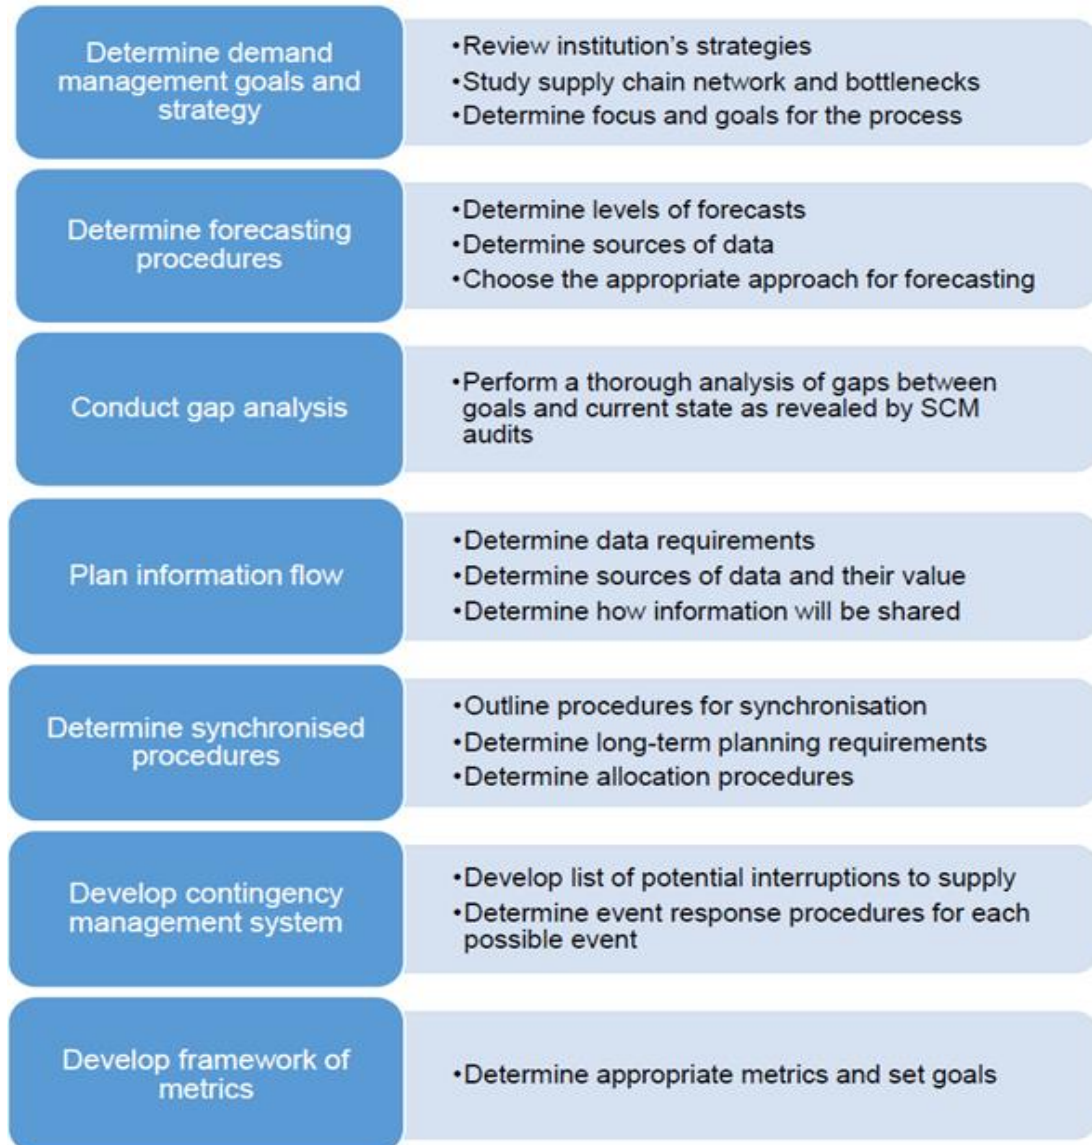 Determine demand
management goals and
strategy
•Review institution's strategies
•Study supply chain network and bottlenecks
•Determine focus and goals for the process
Determine forecasting
procedures
•Determine levels of forecasts
•Determine sources of data
•Choose the appropriate approach for forecasting
Conduct gap analysis
•Perform a thorough analysis of gaps between
goals and current state as revealed by SCM
audits
Plan information flow
•Determine data requirements
•Determine sources of data and their value
•Determine how information will be shared
Determine synchronised
procedures
•Outline procedures for synchronisation
•Determine long-term planning requirements
•Determine allocation procedures
Develop contingency
management system
•Develop list of potential interruptions to supply
•Determine event response procedures for each
possible event
Develop framework of
metrics
•Determine appropriate metrics and set goals